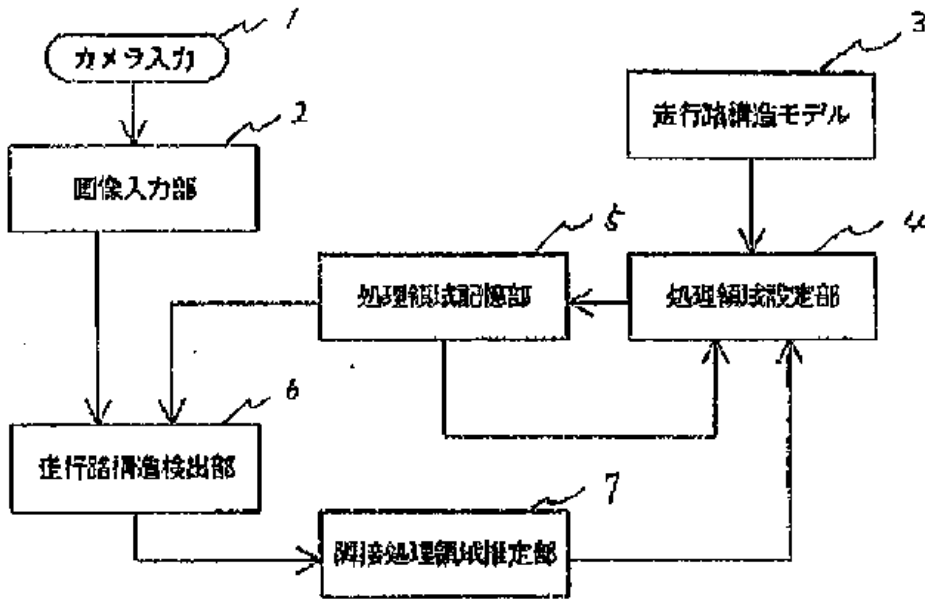 1
カメラ入力
2
画像入力部
3
走行路構造モデル
4
処理領域設定部
5
処理領域記憶部
6
走行路構造検出部
7
隣接処理領域推定部